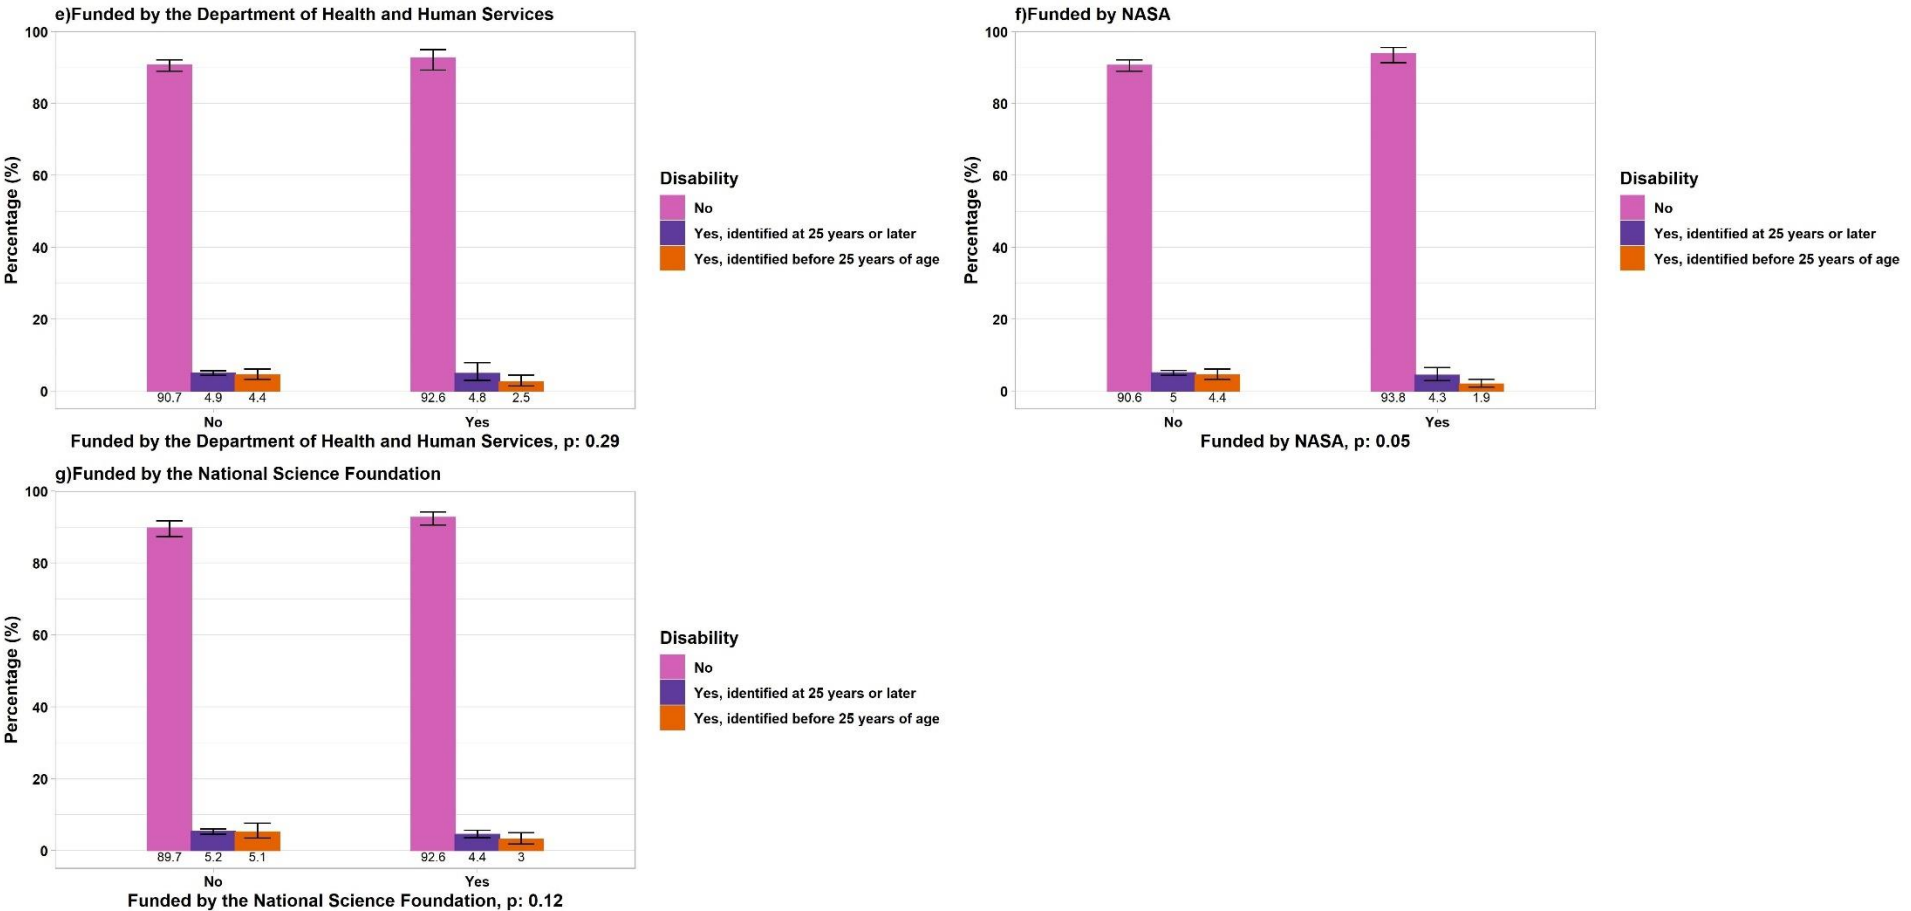 e)Funded by the Department of Health and Human Services
100
80
60
40
20
0
Percentage (%)
90.7 4.9 4.4 92.6 4.8 2.5
No Yes
Funded by the Department of Health and Human Services, p: 0.29
Disability
No
Yes, identified at 25 years or later
Yes, identified before 25 years of age
f)Funded by NASA
100
80
60
40
20
0
Percentage (%)
90.6 5 4.4 93.8 4.3 1.9
No Yes
Funded by NASA, p: 0.05
Disability
No
Yes, identified at 25 years or later
Yes, identified before 25 years of age
g)Funded by the National Science Foundation
100
80
60
40
20
0
Percentage (%)
89.7 5.2 5.1 92.6 4.4 3
No Yes
Funded by the National Science Foundation, p: 0.12
Disability
No
Yes, identified at 25 years or later
Yes, identified before 25 years of age